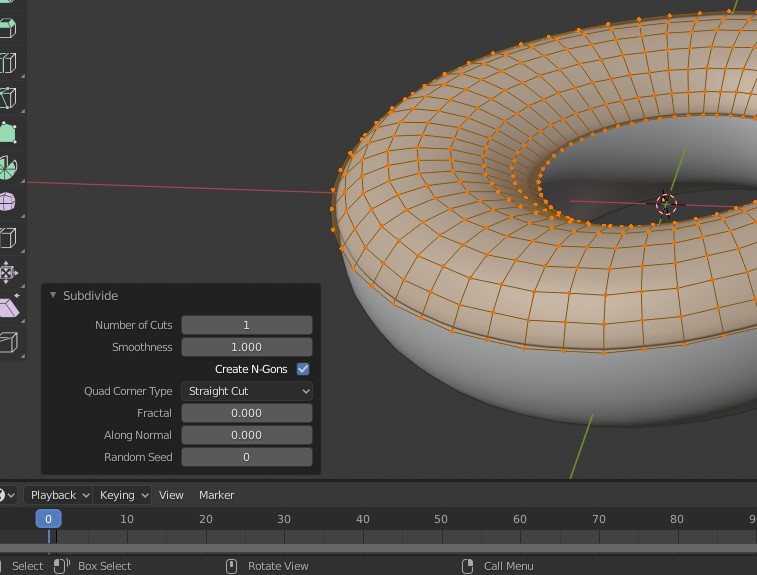 Subdivide
Number of Cuts 1
Smoothness 1.000
Create N-Gons
Quad Corner Type Straight Cut
Fractal 0.000
Along Normal 0.000
Random Seed 0
Playback Keying View Marker
0 10 20 30 40 50 60 70 80 9
Select Box Select Rotate View Call Menu